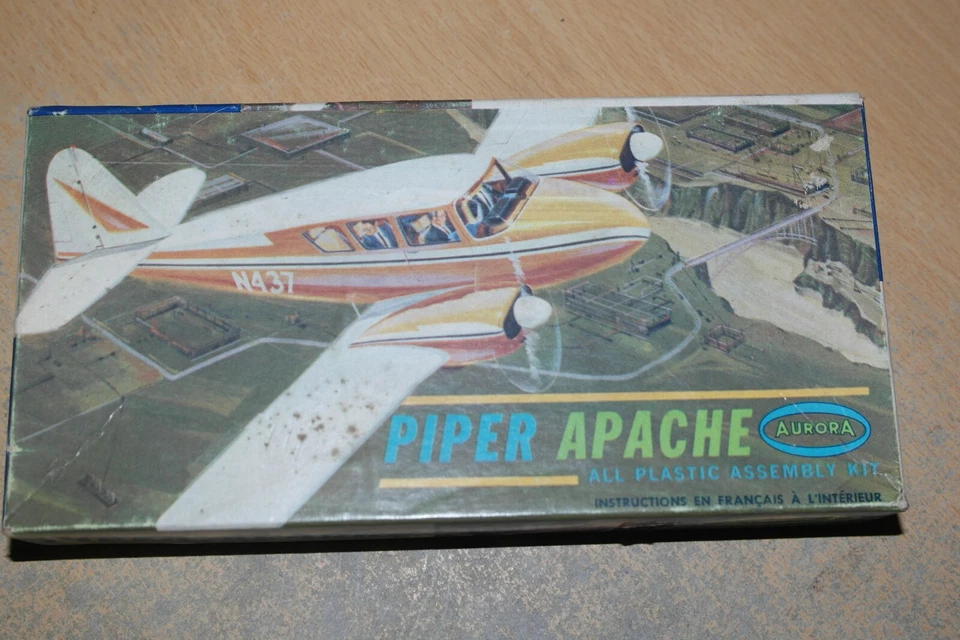 N437
PIPER APACHE
AURORA
ALL PLASTIC ASSEMBLY KIT
INSTRUCTIONS EN FRANÇAIS À L'INTÉRIEUR